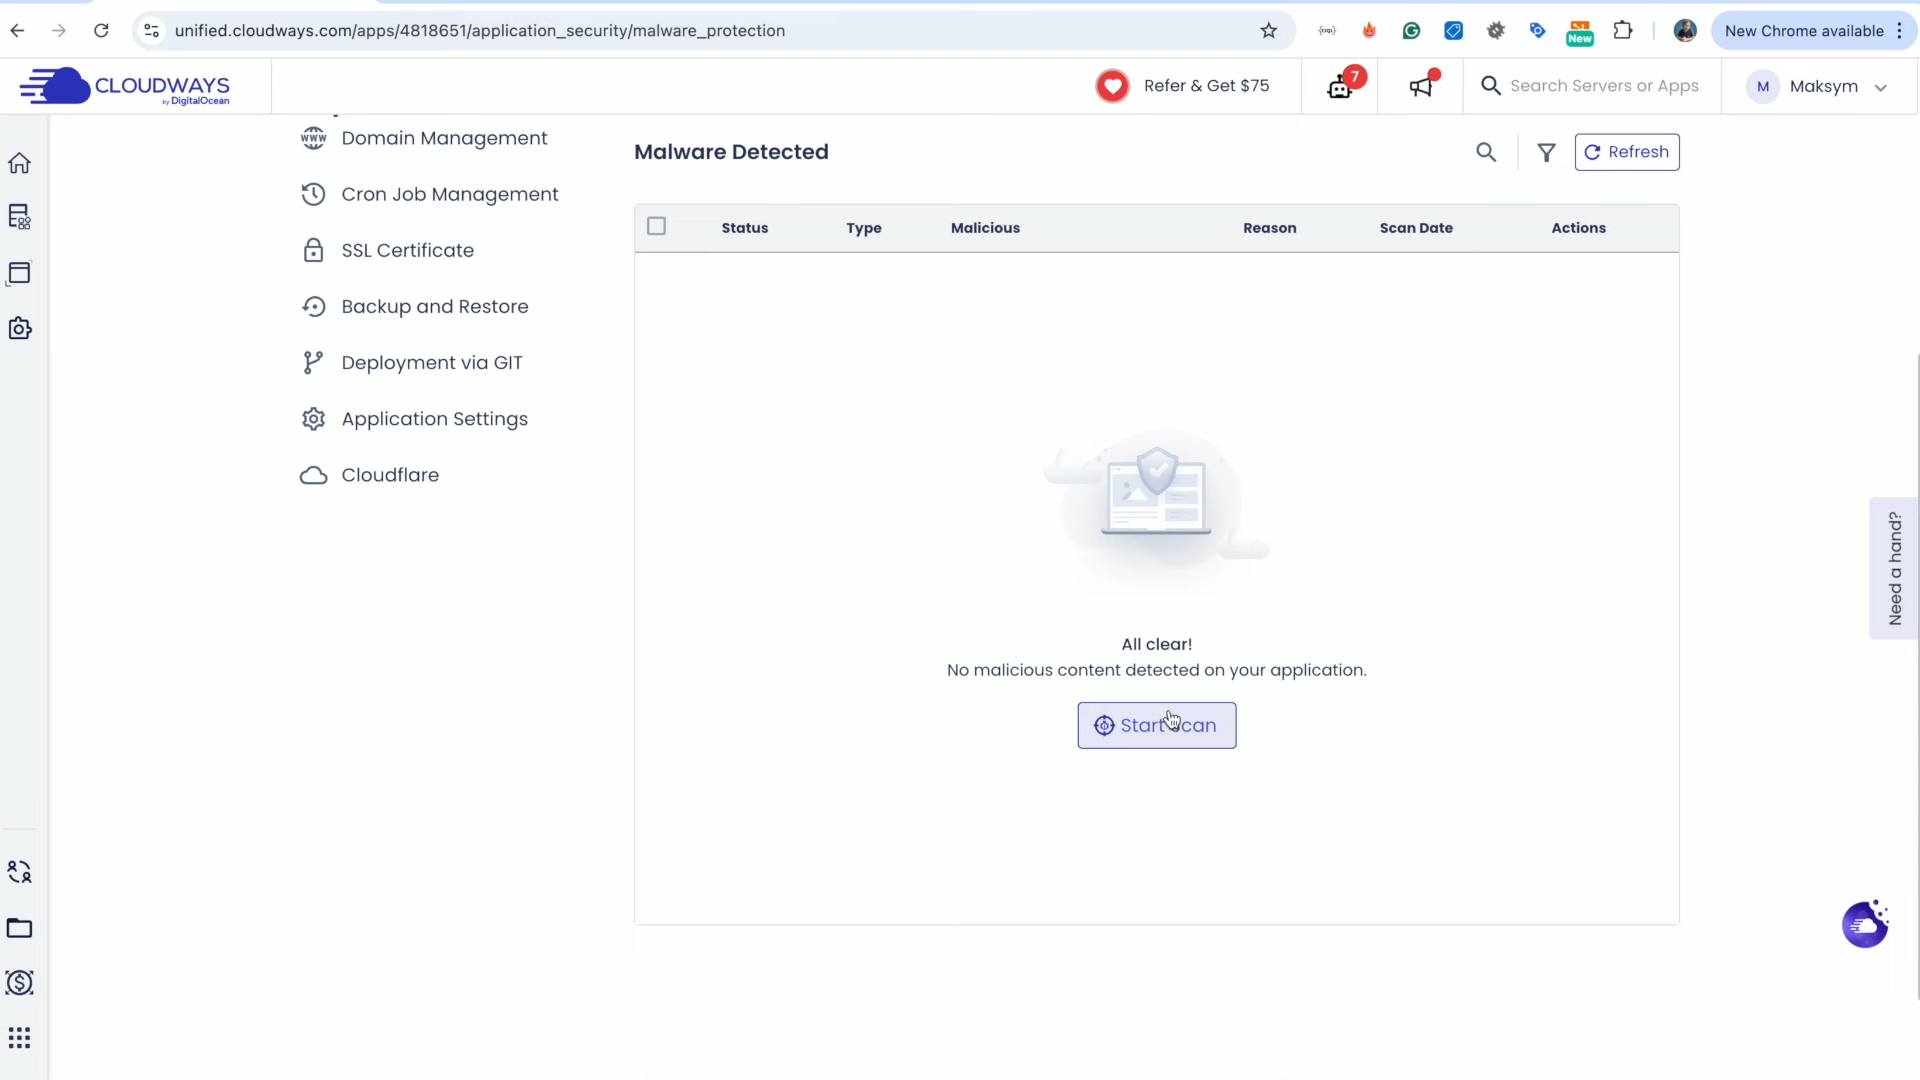 unified.cloudways.com/apps/4818651/application_security/malware_protection
New
New Chrome available
CLOUDWAYS
by DigitalOcean
Refer & Get $75
7
Search Servers or Apps
M
Maksym
Domain Management
Cron Job Management
SSL Certificate
Backup and Restore
Deployment via GIT
Application Settings
Cloudflare
Malware Detected
Refresh
Status
Type
Malicious
Reason
Scan Date
Actions
All clear!
No malicious content detected on your application.
Start Scan
Need a hand?